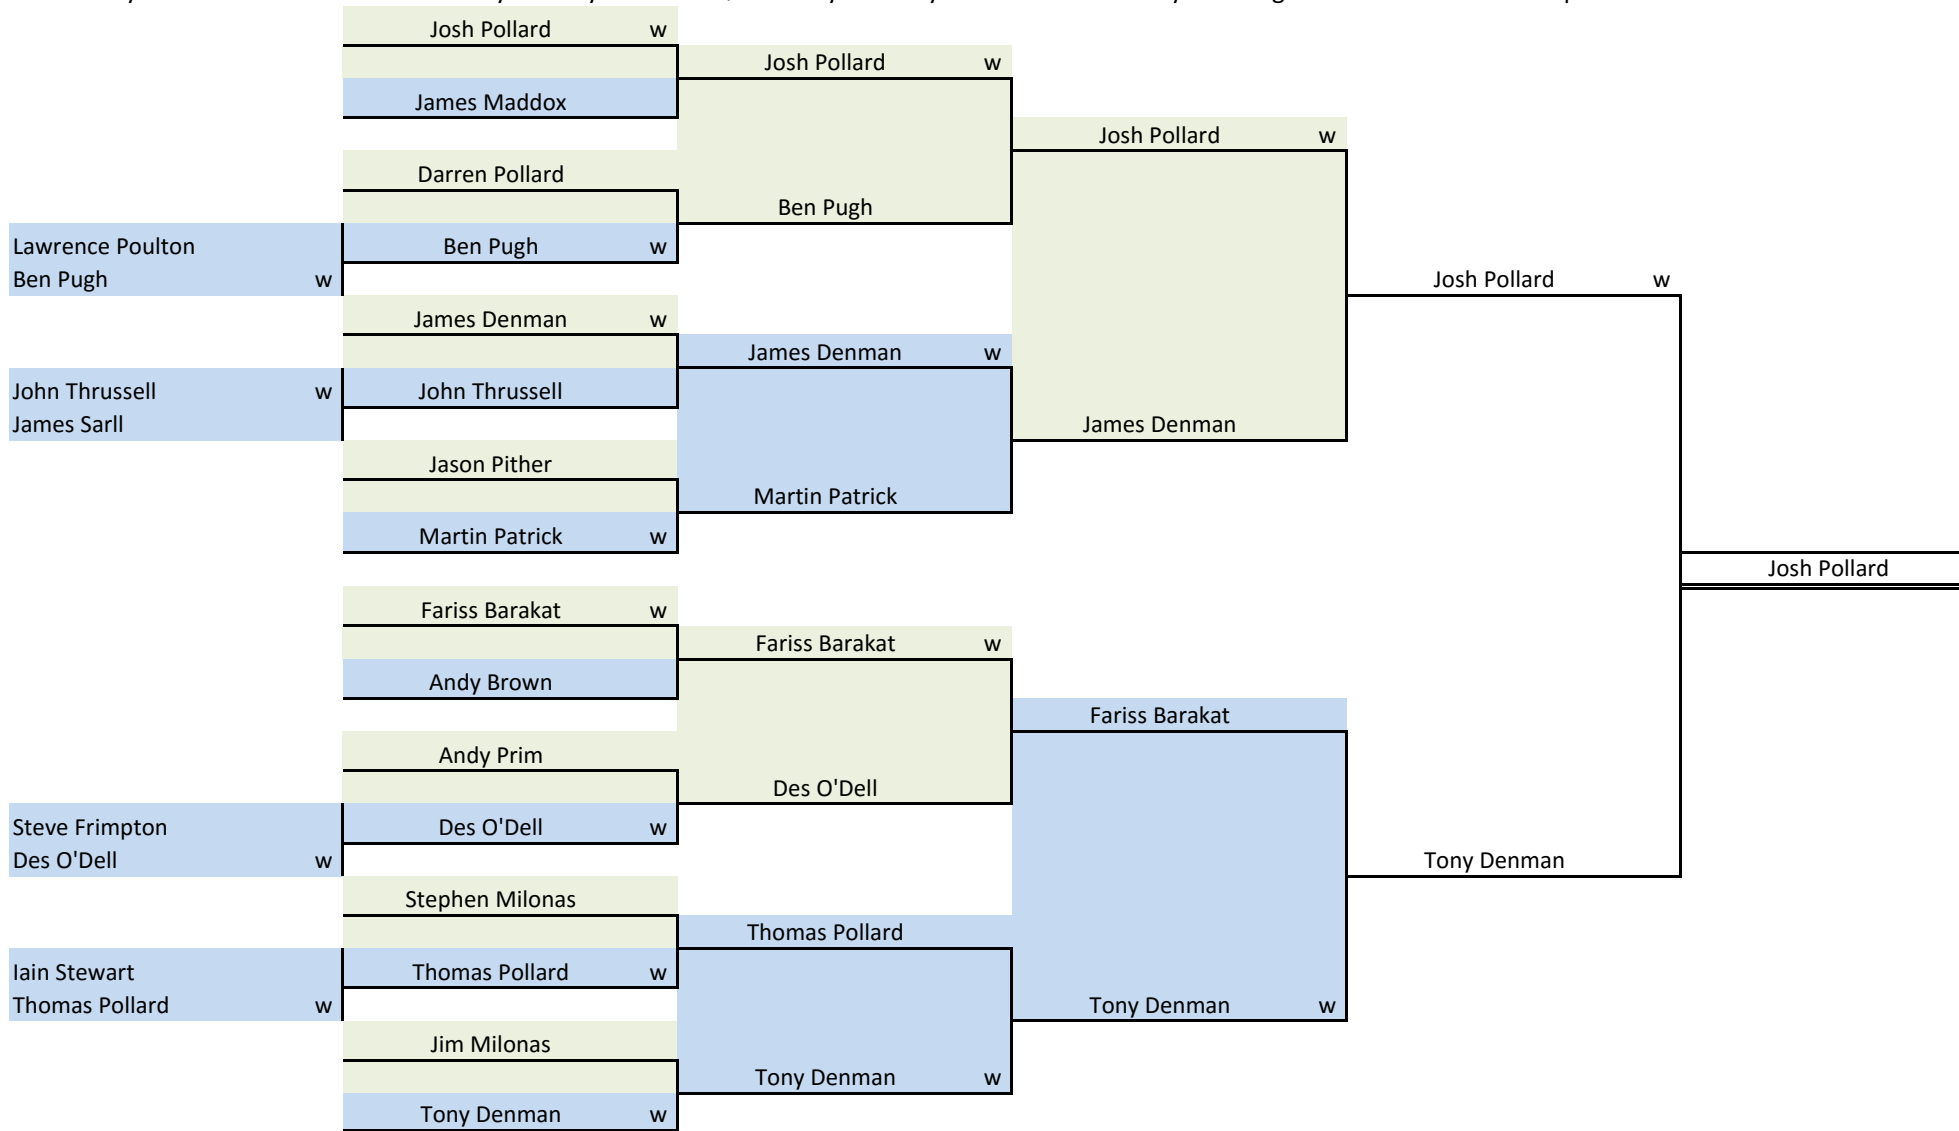 Josh Pollard w
James Maddox
Darren Pollard
Ben Pugh w
James Denman w
John Thrussell
Jason Pither
Martin Patrick w
Fariss Barakat w
Andy Brown
Andy Prim
Des O'Dell w
Stephen Milonas
Thomas Pollard w
Jim Milonas
Tony Denman w
Lawrence Poulton
Ben Pugh w
John Thrussell w
James Sarll
Steve Frimpton
Des O'Dell w
Iain Stewart
Thomas Pollard w
Josh Pollard w
Ben Pugh
James Denman w
Martin Patrick
Fariss Barakat w
Des O'Dell
Thomas Pollard
Tony Denman w
Josh Pollard w
James Denman
Fariss Barakat
Tony Denman w
Josh Pollard w
Tony Denman
Josh Pollard